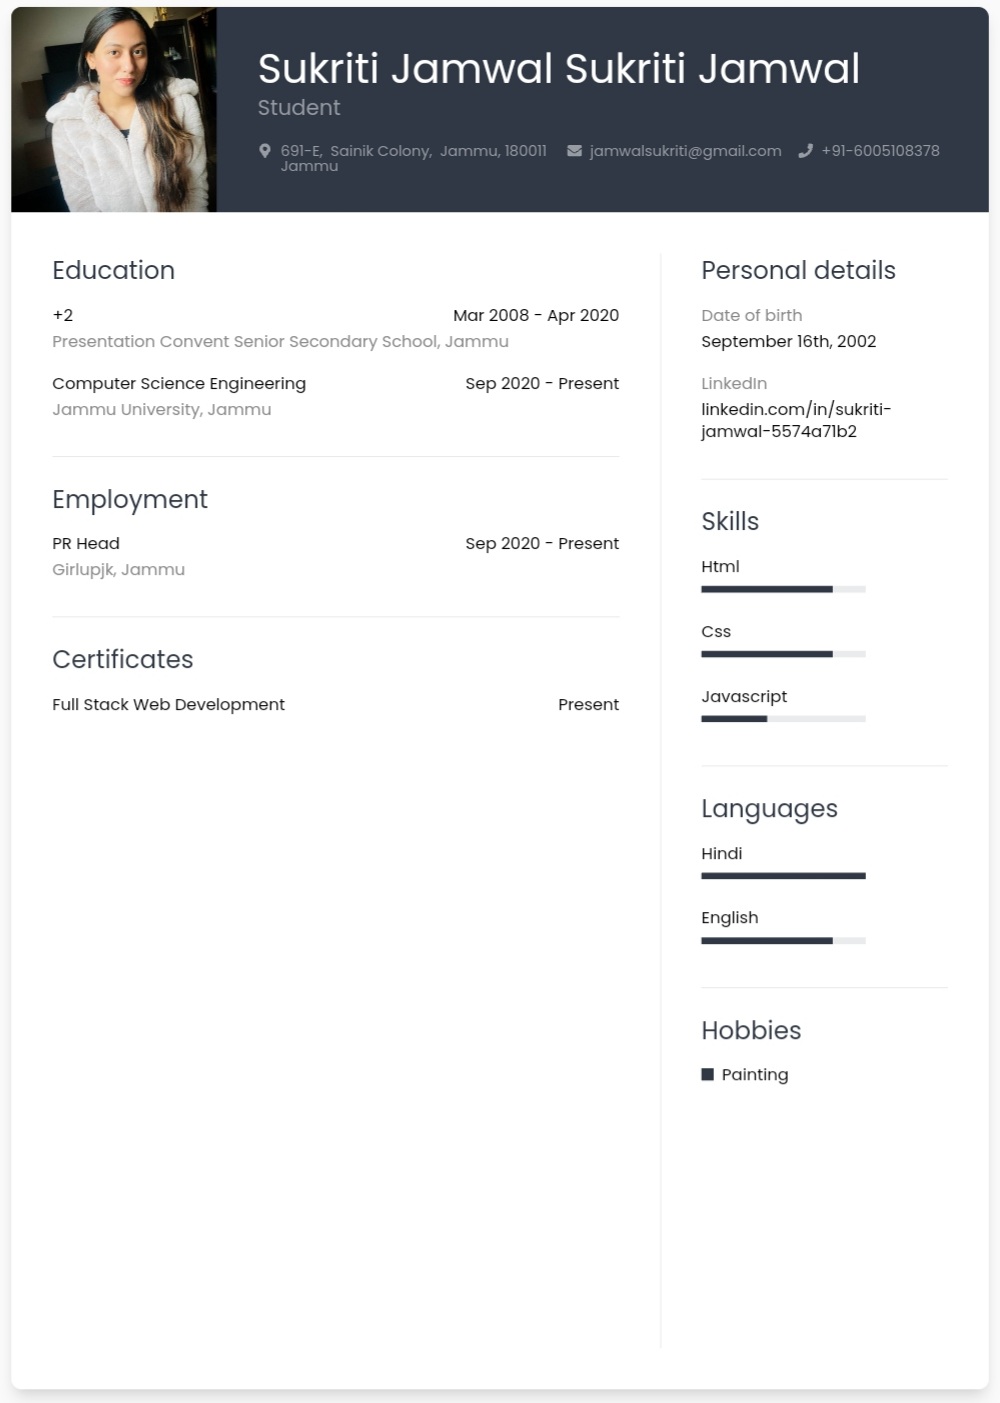 Sukriti Jamwal Sukriti Jamwal
Student
691-E, Sainik Colony, Jammu, 180011
Jammu
jamwalsukriti@gmail.com
+91-6005108378
Education
+2 Mar 2008 - Apr 2020
Presentation Convent Senior Secondary School, Jammu
Computer Science Engineering Sep 2020 - Present
Jammu University, Jammu
Employment
PR Head Sep 2020 - Present
Girlupjk, Jammu
Certificates
Full Stack Web Development Present
Personal details
Date of birth
September 16th, 2002
LinkedIn
linkedin.com/in/sukriti-
jamwal-5574a71b2
Skills
Html
Css
Javascript
Languages
Hindi
English
Hobbies
Painting